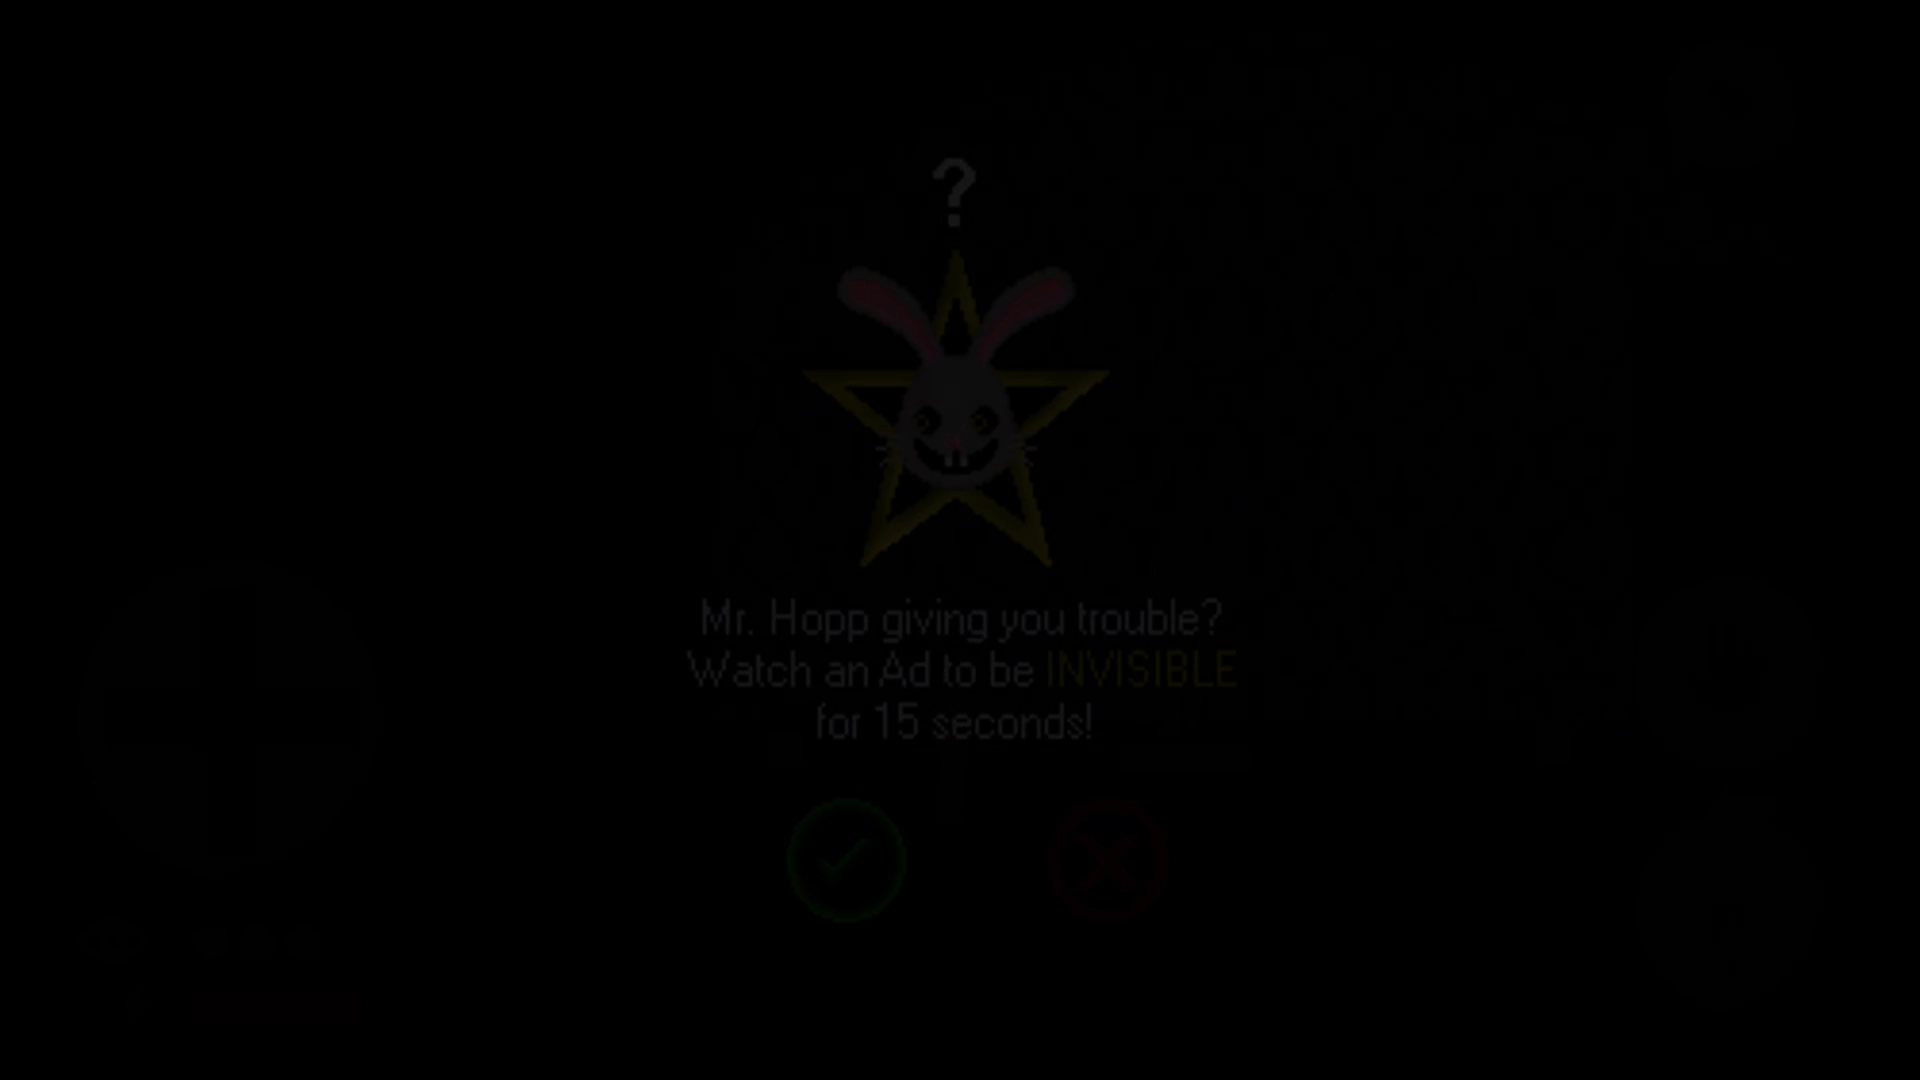 ?
Mr. Hopp giving you trouble?
Watch an Ad to be INVISIBLE
for 15 seconds!